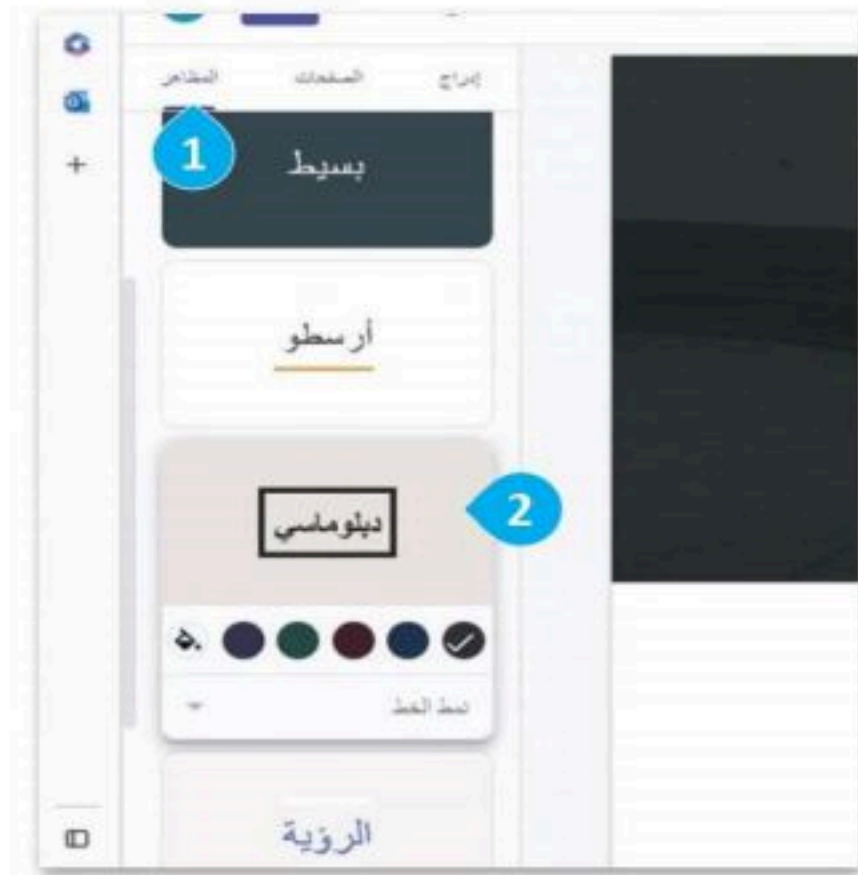 إدراج الصفحات المظاهر
1
بسيط
أرسطو
2
دبلوماسي
نمط الخط
الرؤية